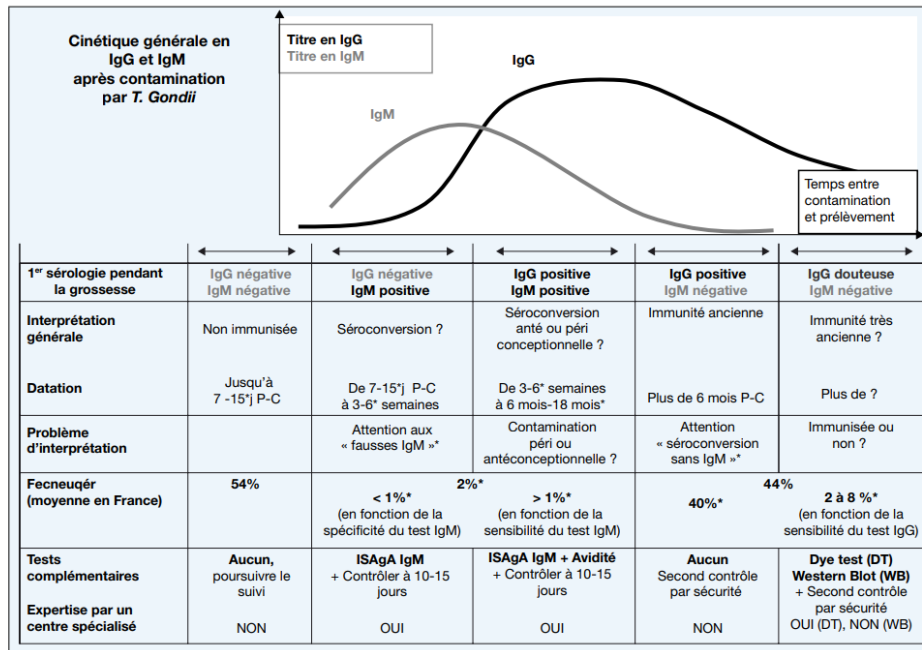 Cinétique générale en
IgG et IgM
après contamination
par T. Gondii
Titre en IgG
Titre en IgM
IgG
IgM
Temps entre
contamination
et prélèvement
1er sérologie pendant
la grossesse
IgG négative
IgM négative
IgG négative
IgM positive
IgG positive
IgM positive
IgG positive
IgM négative
IgG douteuse
IgM négative
Interprétation
générale
Non immunisée
Séroconversion ?
Séroconversion
anté ou péri
conceptionnelle ?
Immunité ancienne
Immunité très
ancienne ?
Datation
Jusqu'à
7 -15*j P-C
De 7-15*j P-C
à 3-6* semaines
De 3-6* semaines
à 6 mois-18 mois*
Plus de 6 mois P-C
Plus de ?
Problème
d'interprétation
Attention aux
« fausses IgM »*
Contamination
péri ou
antéconceptionnelle ?
Attention
« séroconversion
sans IgM »*
Immunisée ou
non ?
Fecneuqér
(moyenne en France)
54%
2%*
< 1%*
(en fonction de la
spécificité du test IgM)
> 1%*
(en fonction de la
sensibilité du test IgM)
44%
40%*
2 à 8 %*
(en fonction de la
sensibilité du test IgG)
Tests
complémentaires
Aucun,
poursuivre le
suivi
ISAgA IgM
+ Contrôler à 10-15
jours
ISAgA IgM + Avidité
+ Contrôler à 10-15
jours
Aucun
Second contrôle
par sécurité
Dye test (DT)
Western Blot (WB)
+ Second contrôle
par sécurité
Expertise par un
centre spécialisé
NON
OUI
OUI
NON
OUI (DT), NON (WB)